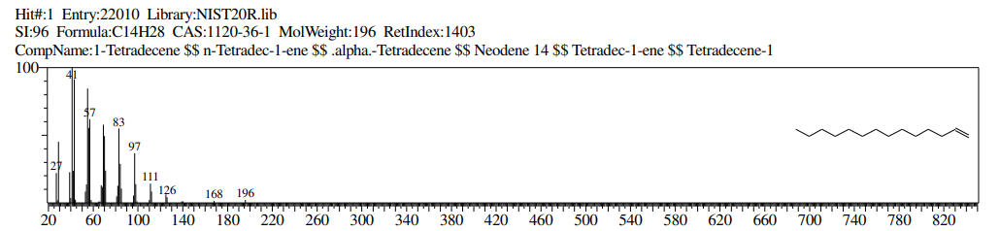 Hit#:1 Entry:22010 Library:NIST20R.lib
SI:96 Formula:C14H28 CAS:1120-36-1 MolWeight:196 RetIndex:1403
CompName:1-Tetradecene $$ n-Tetradec-1-ene $$ .alpha.-Tetradecene $$ Neodene 14 $$ Tetradec-1-ene $$ Tetradecene-1
100
41
57
83
97
27
111
126
168 196
20 60 100 140 180 220 260 300 340 380 420 460 500 540 580 620 660 700 740 780 820